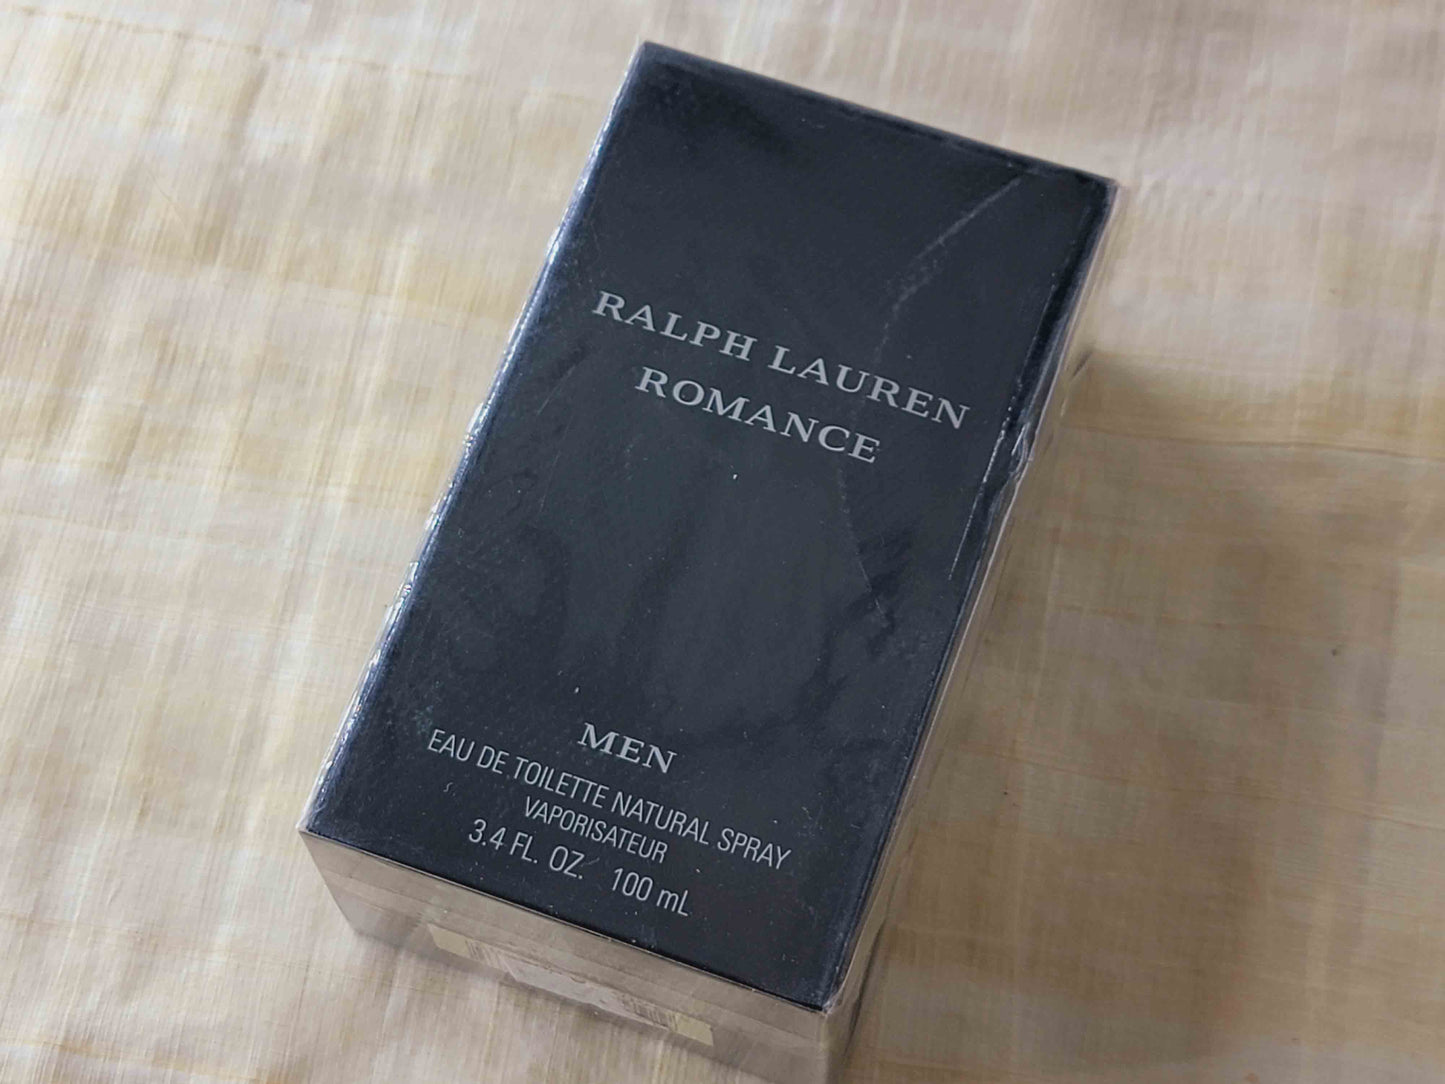 RALPH LAUREN
ROMANCE
MEN
EAU DE TOILETTE NATURAL SPRAY
VAPORISATEUR
3.4 FL. OZ. 100 mL